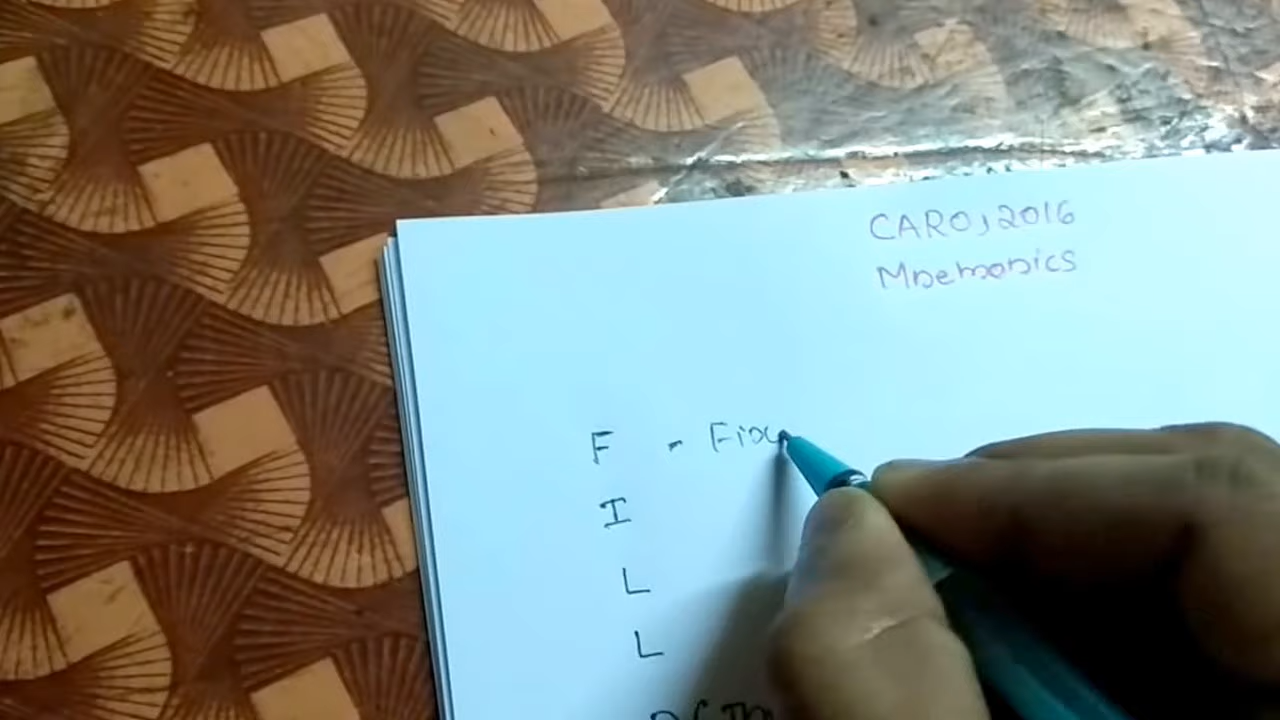 CARO, 2016
Mnemonics
F - Fix
I
L
L